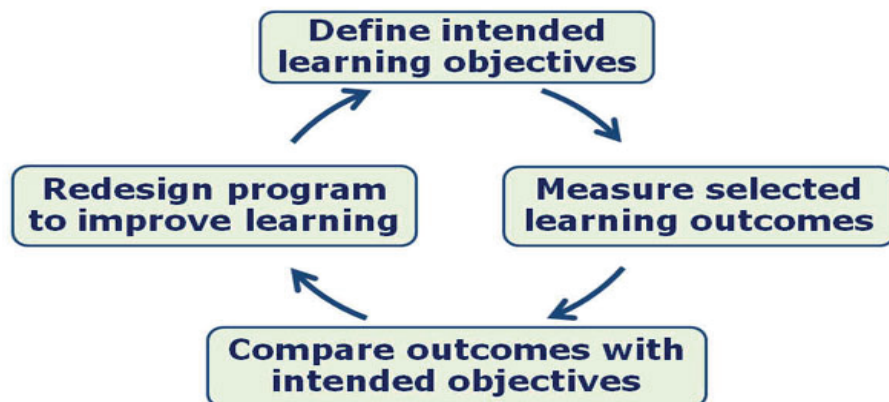 Define intended
learning objectives
Measure selected
learning outcomes
Compare outcomes with
intended objectives
Redesign program
to improve learning